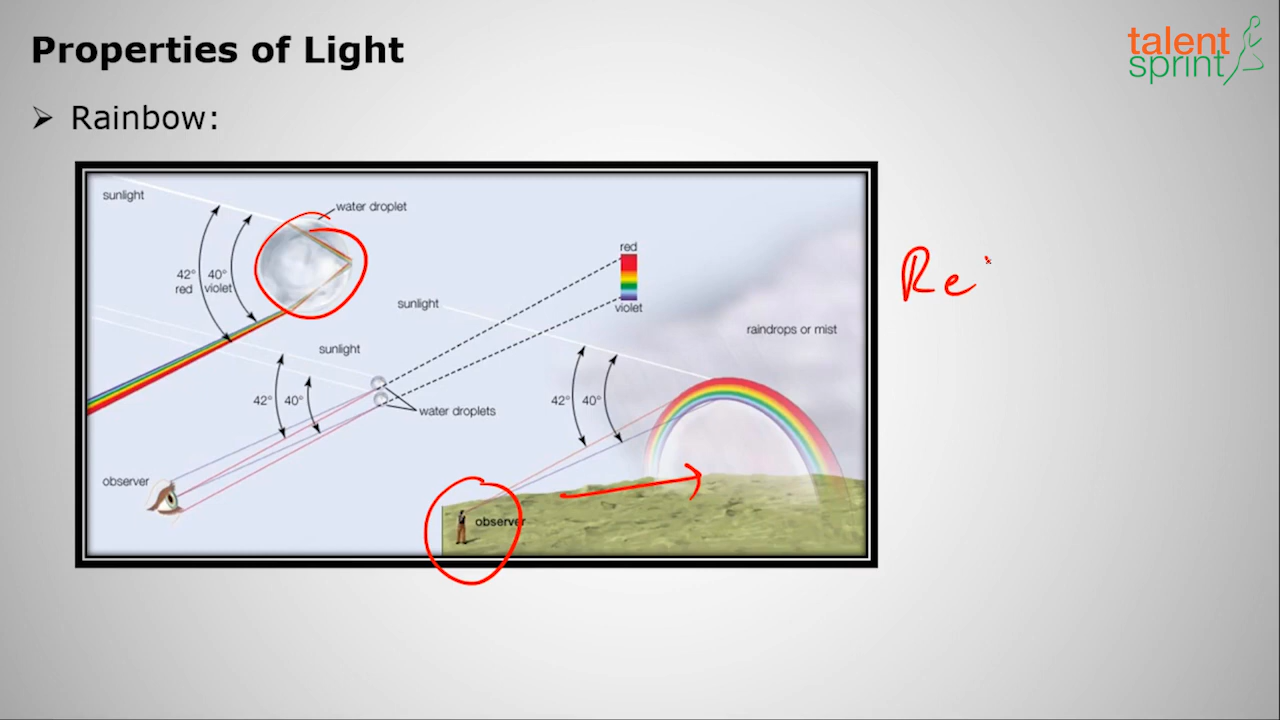 Properties of Light
talent
sprint
➢ Rainbow:
sunlight
water droplet
42°
red
40°
violet
sunlight
sunlight
red
violet
raindrops or mist
42°
40°
water droplets
42°
40°
observer
observer
Re